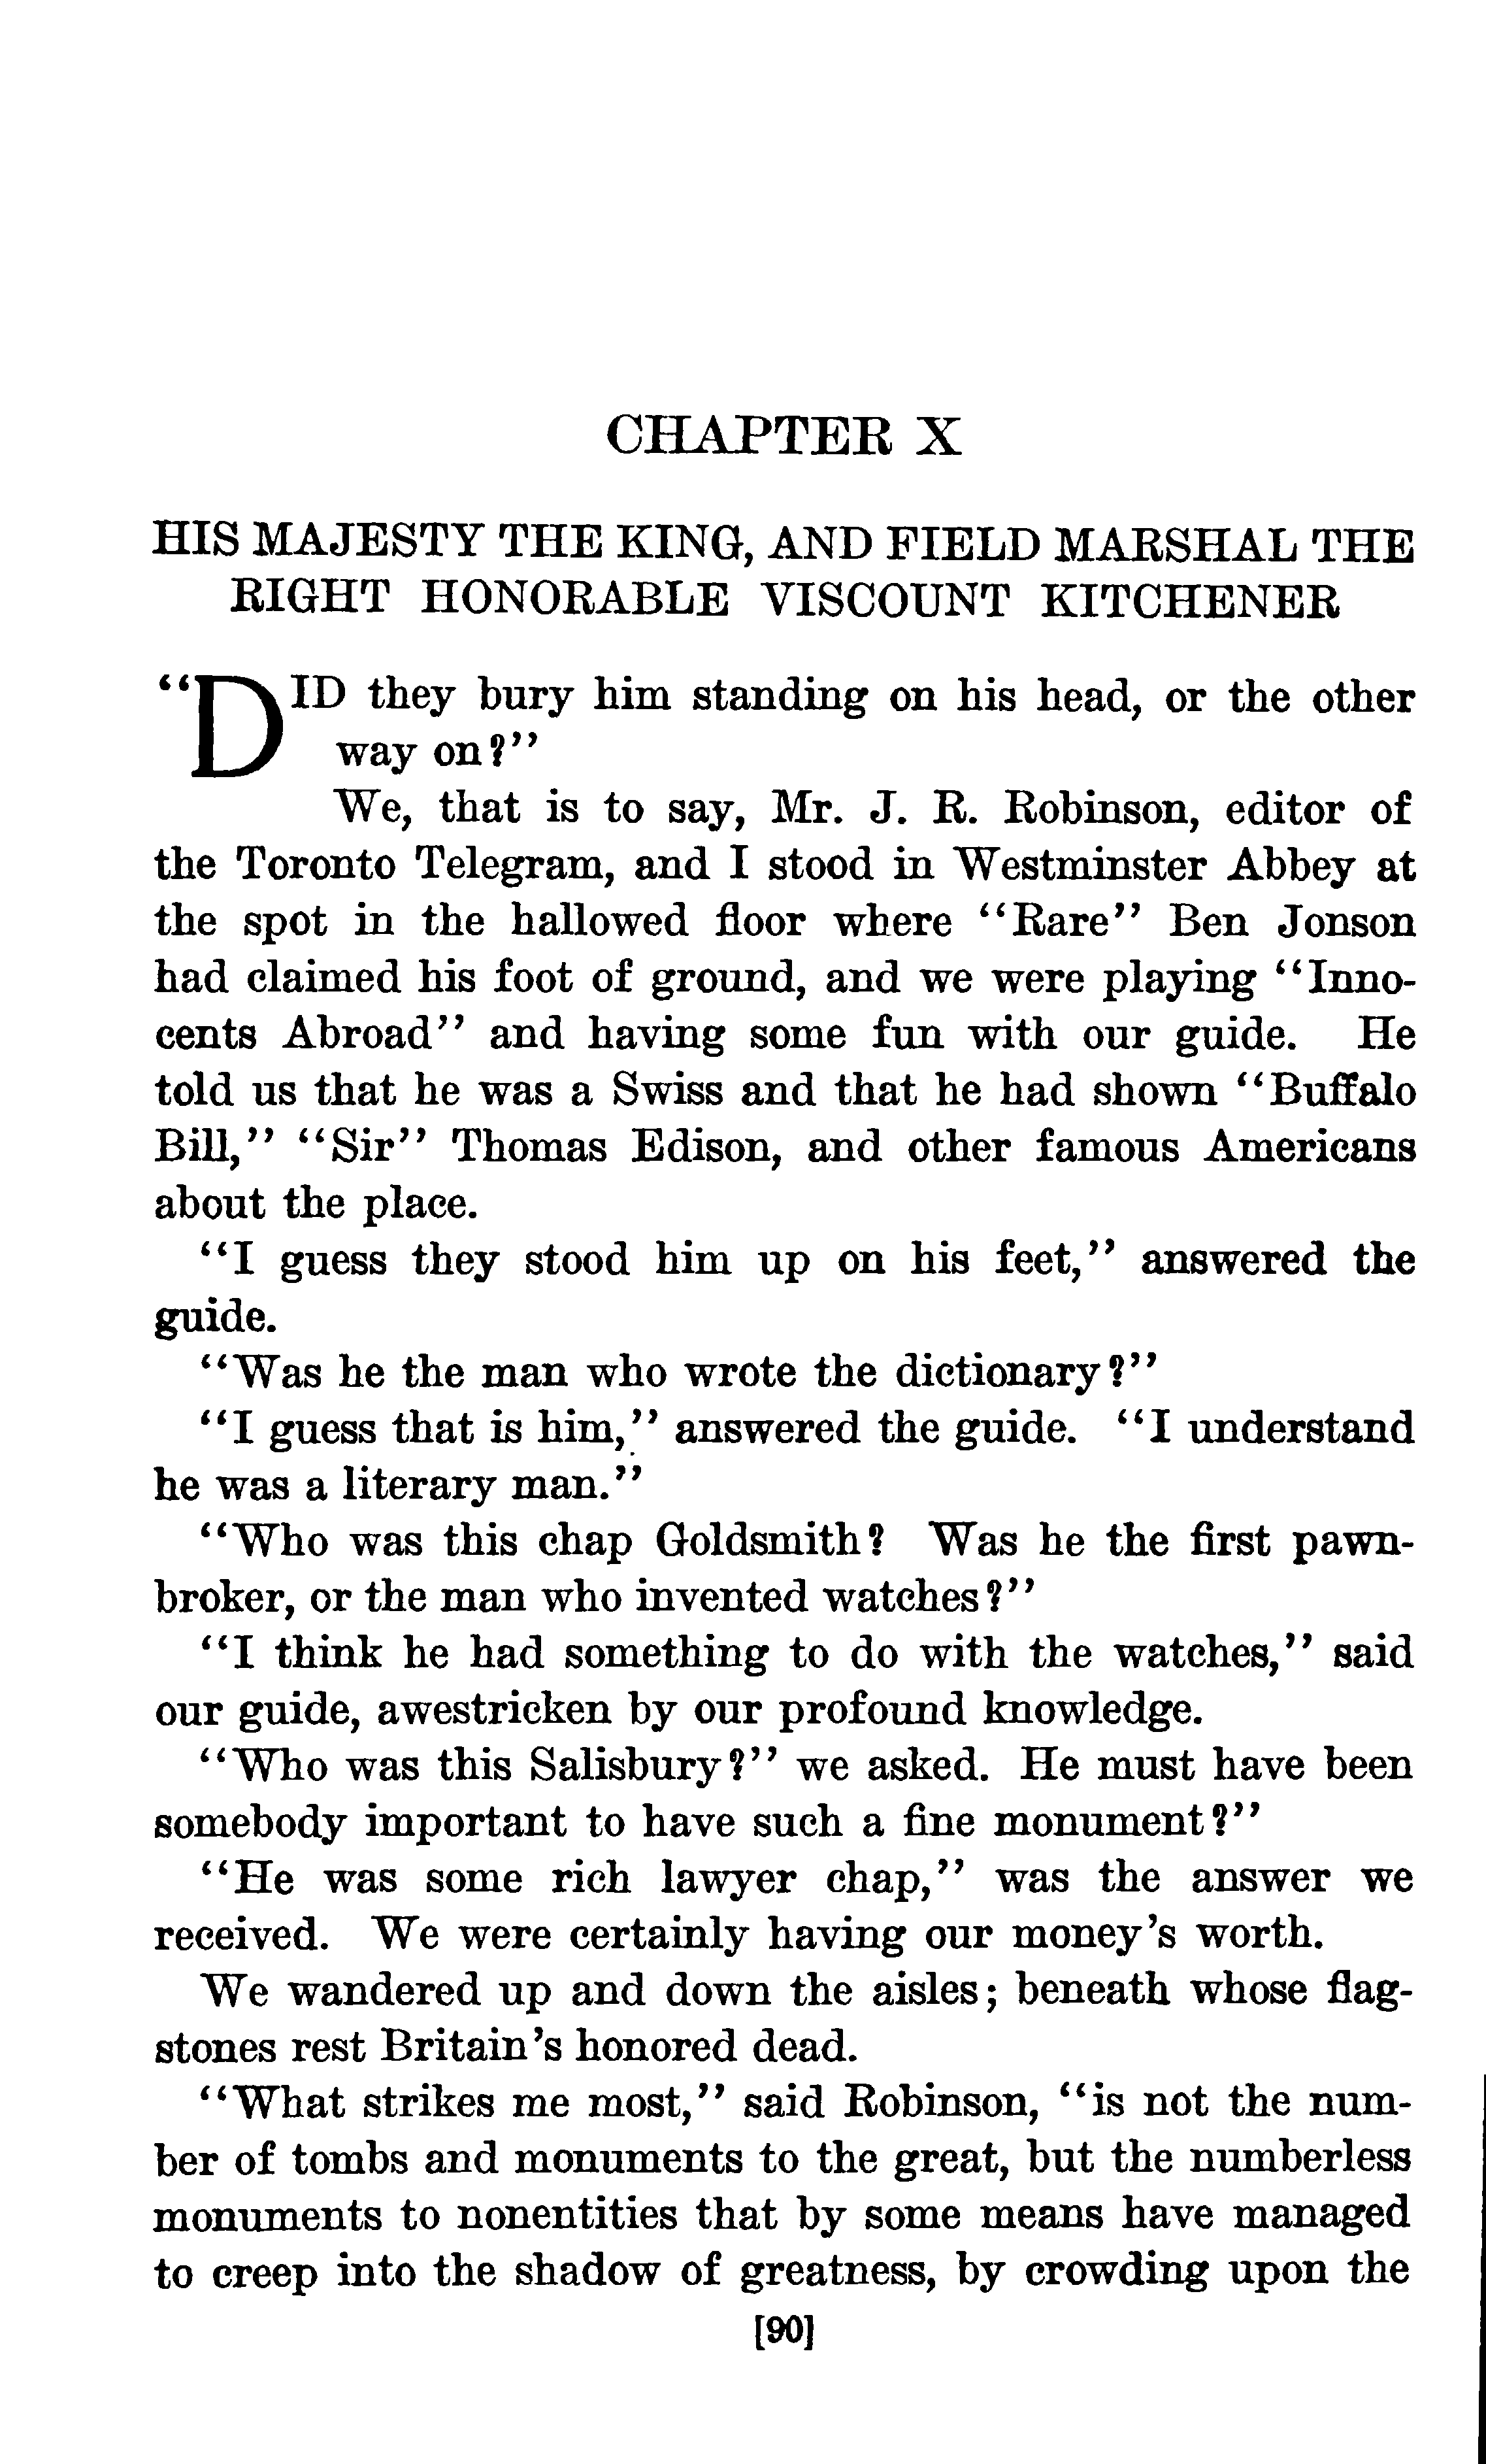 CHAPTER X
HIS MAJESTY THE KING, AND FIELD MARSHAL THE
RIGHT HONORABLE VISCOUNT KITCHENER
"DID they bury him standing on his head, or the other
way on?"
We, that is to say, Mr. J. R. Robinson, editor of
the Toronto Telegram, and I stood in Westminster Abbey at
the spot in the hallowed floor where "Rare" Ben Jonson
had claimed his foot of ground, and we were playing "Inno-
cents Abroad" and having some fun with our guide. He
told us that he was a Swiss and that he had shown "Buffalo
Bill," "Sir" Thomas Edison, and other famous Americans
about the place.
"I guess they stood him up on his feet," answered the
guide.
"Was he the man who wrote the dictionary?"
"I guess that is him," answered the guide. "I understand
he was a literary man."
"Who was this chap Goldsmith? Was he the first pawn-
broker, or the man who invented watches?"
"I think he had something to do with the watches," said
our guide, awestricken by our profound knowledge.
"Who was this Salisbury?" we asked. He must have been
somebody important to have such a fine monument?"
"He was some rich lawyer chap," was the answer we
received. We were certainly having our money's worth.
We wandered up and down the aisles; beneath whose flag-
stones rest Britain's honored dead.
"What strikes me most," said Robinson, "is not the num-
ber of tombs and monuments to the great, but the numberless
monuments to nonentities that by some means have managed
to creep into the shadow of greatness, by crowding upon the
[90]